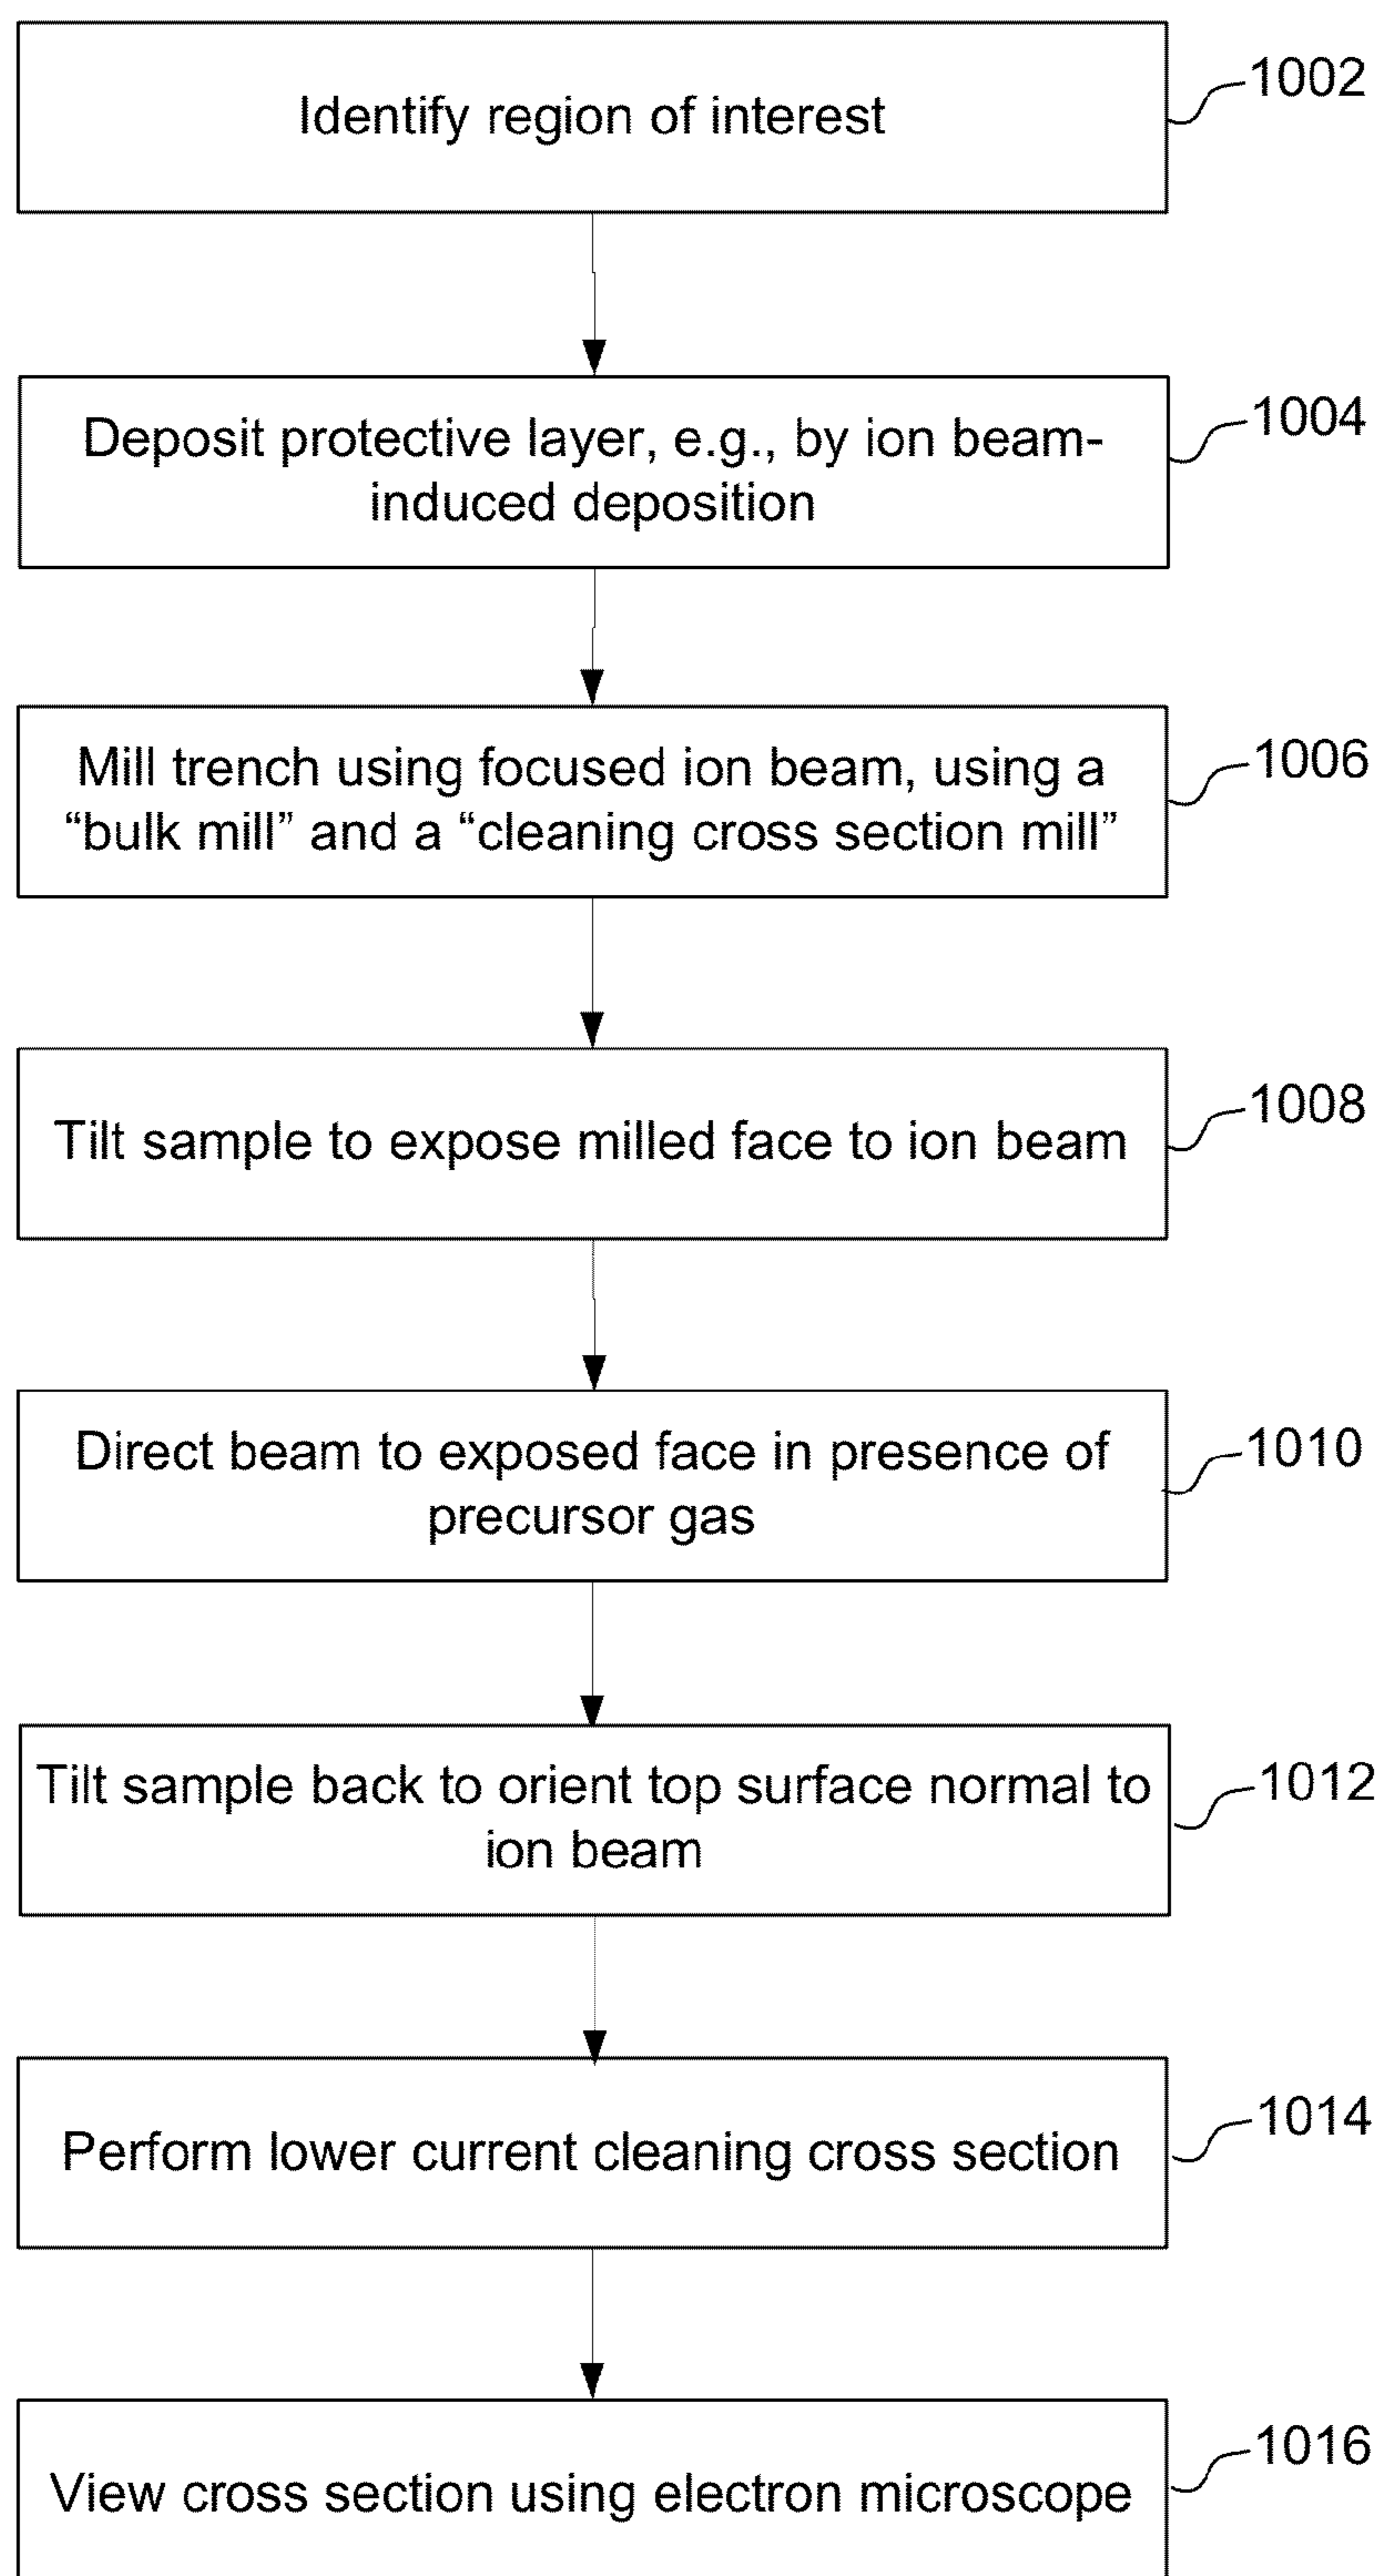 Identify region of interest
1002
Deposit protective layer, e.g., by ion beam-
induced deposition
1004
Mill trench using focused ion beam, using a
“bulk mill” and a “cleaning cross section mill”
1006
Tilt sample to expose milled face to ion beam
1008
Direct beam to exposed face in presence of
precursor gas
1010
Tilt sample back to orient top surface normal to
ion beam
1012
Perform lower current cleaning cross section
1014
View cross section using electron microscope
1016